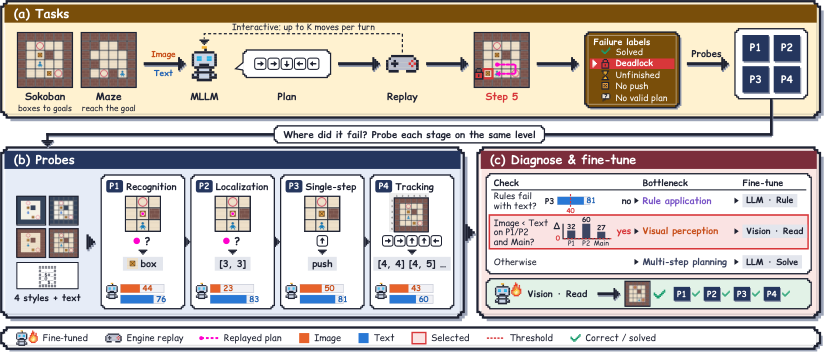 (a) Tasks
Interactive: up to K moves per turn
Image
Text
Sokoban
boxes to goals
Maze
reach the goal
MLLM
Plan
Replay
Step 5
Failure labels
Solved
Deadlock
Unfinished
No push
No valid plan
Probes
P1 P2
P3 P4
Where did it fail? Probe each stage on the same level
(b) Probes
4 styles + text
P1 Recognition
?
box
44
76
P2 Localization
?
[3, 3]
23
83
P3 Single-step
push
50
81
P4 Tracking
[4, 4] [4, 5] ...
43
60
(c) Diagnose & fine-tune
Check Bottleneck Fine-tune
Rules fail
with text?
P3 81
40
no Rule application LLM · Rule
Image < Text
on P1/P2
and Main?
Δ
0
32 60 27
P1 P2 Main
yes Visual perception Vision · Read
Otherwise Multi-step planning LLM · Solve
Vision · Read P1 P2 P3 P4
Fine-tuned Engine replay Replayed plan Image Text Selected Threshold Correct / solved